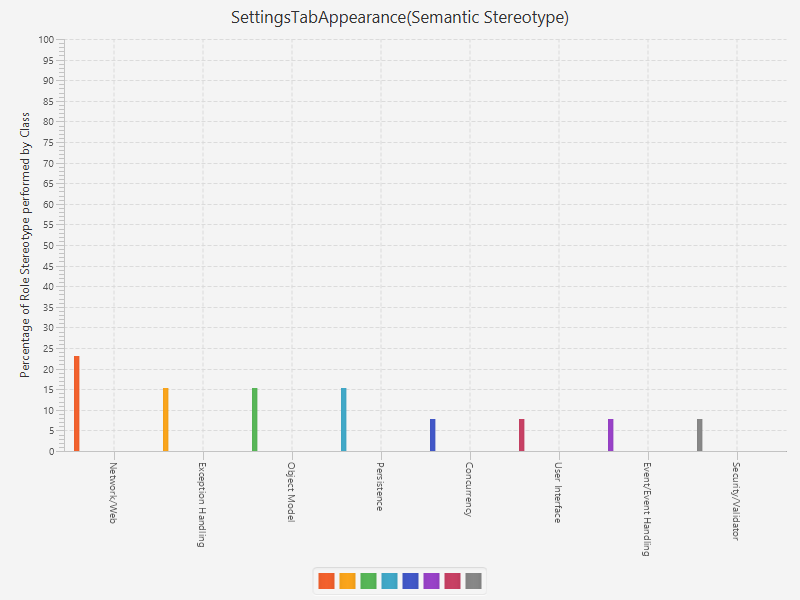 SettingsTabAppearance(Semantic Stereotype)
Percentage of Role Stereotype performed by Class
100
95
90
85
80
75
70
65
60
55
50
45
40
35
30
25
20
15
10
5
0
Network/Web
Exception Handling
Object Model
Persistence
Concurrency
User Interface
Event/Event Handling
Security/Validator